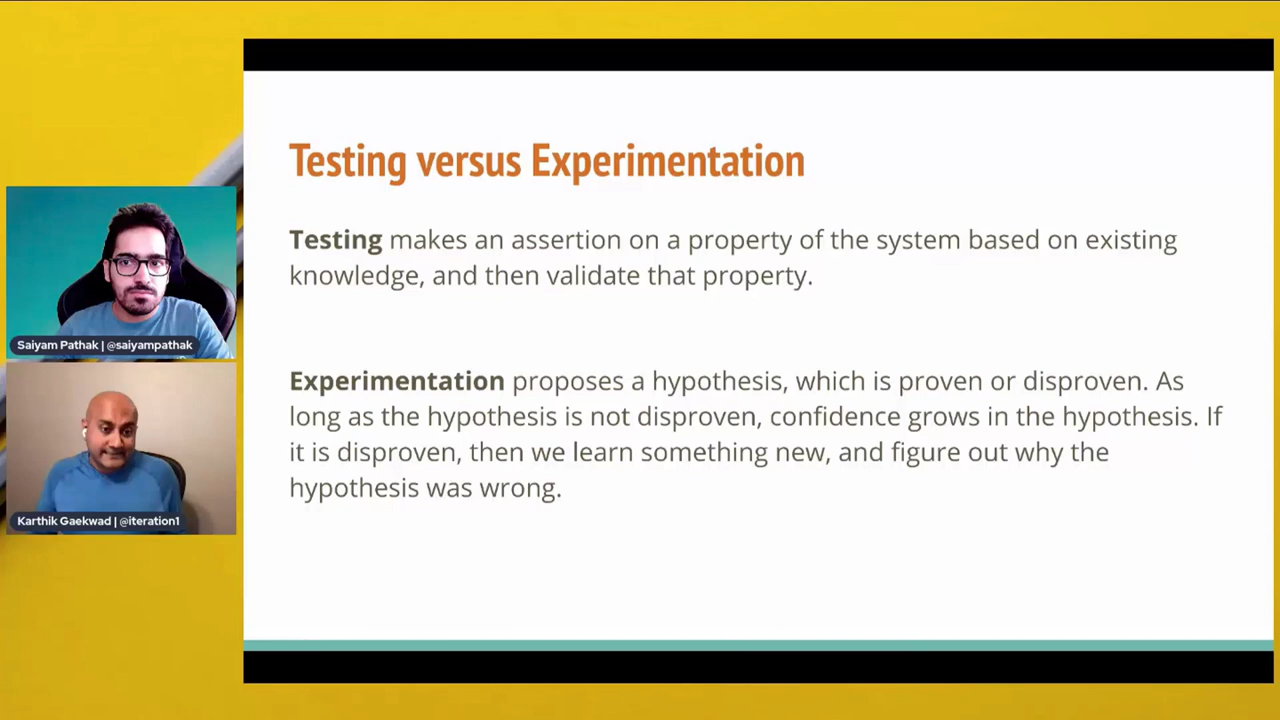 Testing versus Experimentation
Testing makes an assertion on a property of the system based on existing
knowledge, and then validate that property.
Experimentation proposes a hypothesis, which is proven or disproven. As
long as the hypothesis is not disproven, confidence grows in the hypothesis. If
it is disproven, then we learn something new, and figure out why the
hypothesis was wrong.
Saiyam Pathak | @saiyampathak
Karthik Gaekwad | @iteration1